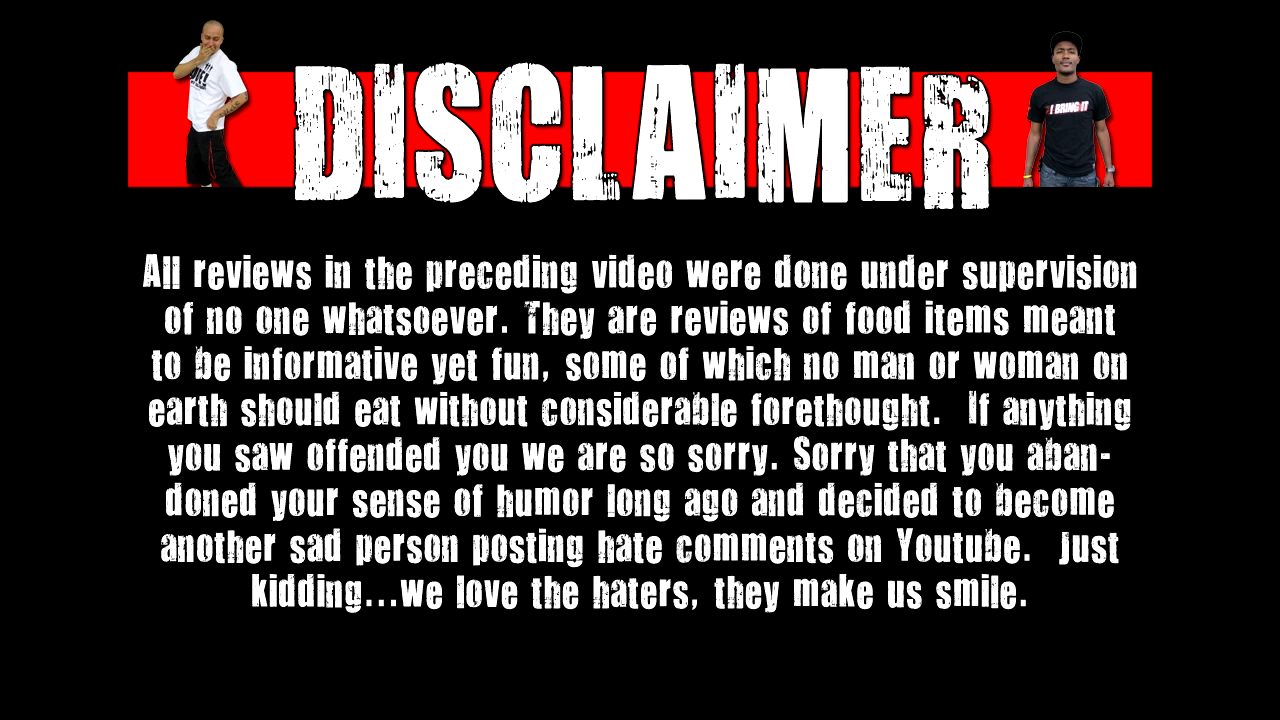 DISCLAIMER
I BRING IT
All reviews in the preceding video were done under supervision
of no one whatsoever. They are reviews of food items meant
to be informative yet fun, some of which no man or woman on
earth should eat without considerable forethought. If anything
you saw offended you we are so sorry. Sorry that you aban-
doned your sense of humor long ago and decided to become
another sad person posting hate comments on Youtube. Just
kidding...we love the haters, they make us smile.